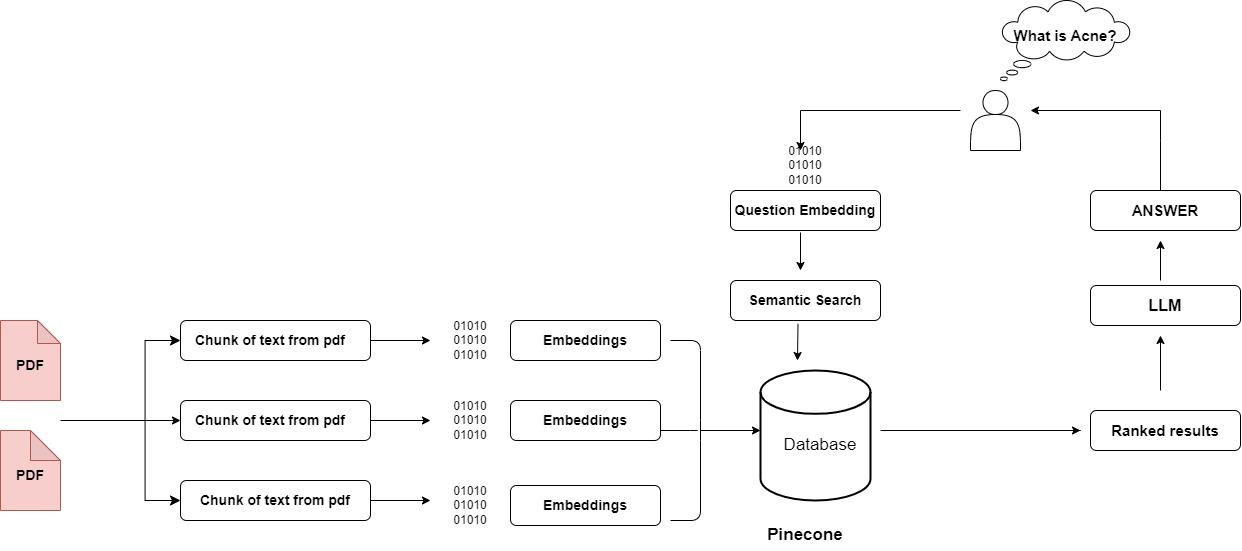 What is Acne?
01010
01010
01010
Question Embedding
ANSWER
Semantic Search
LLM
PDF
Chunk of text from pdf
01010
01010
01010
Embeddings
Chunk of text from pdf
01010
01010
01010
Embeddings
Database
Ranked results
PDF
Chunk of text from pdf
01010
01010
01010
Embeddings
Pinecone